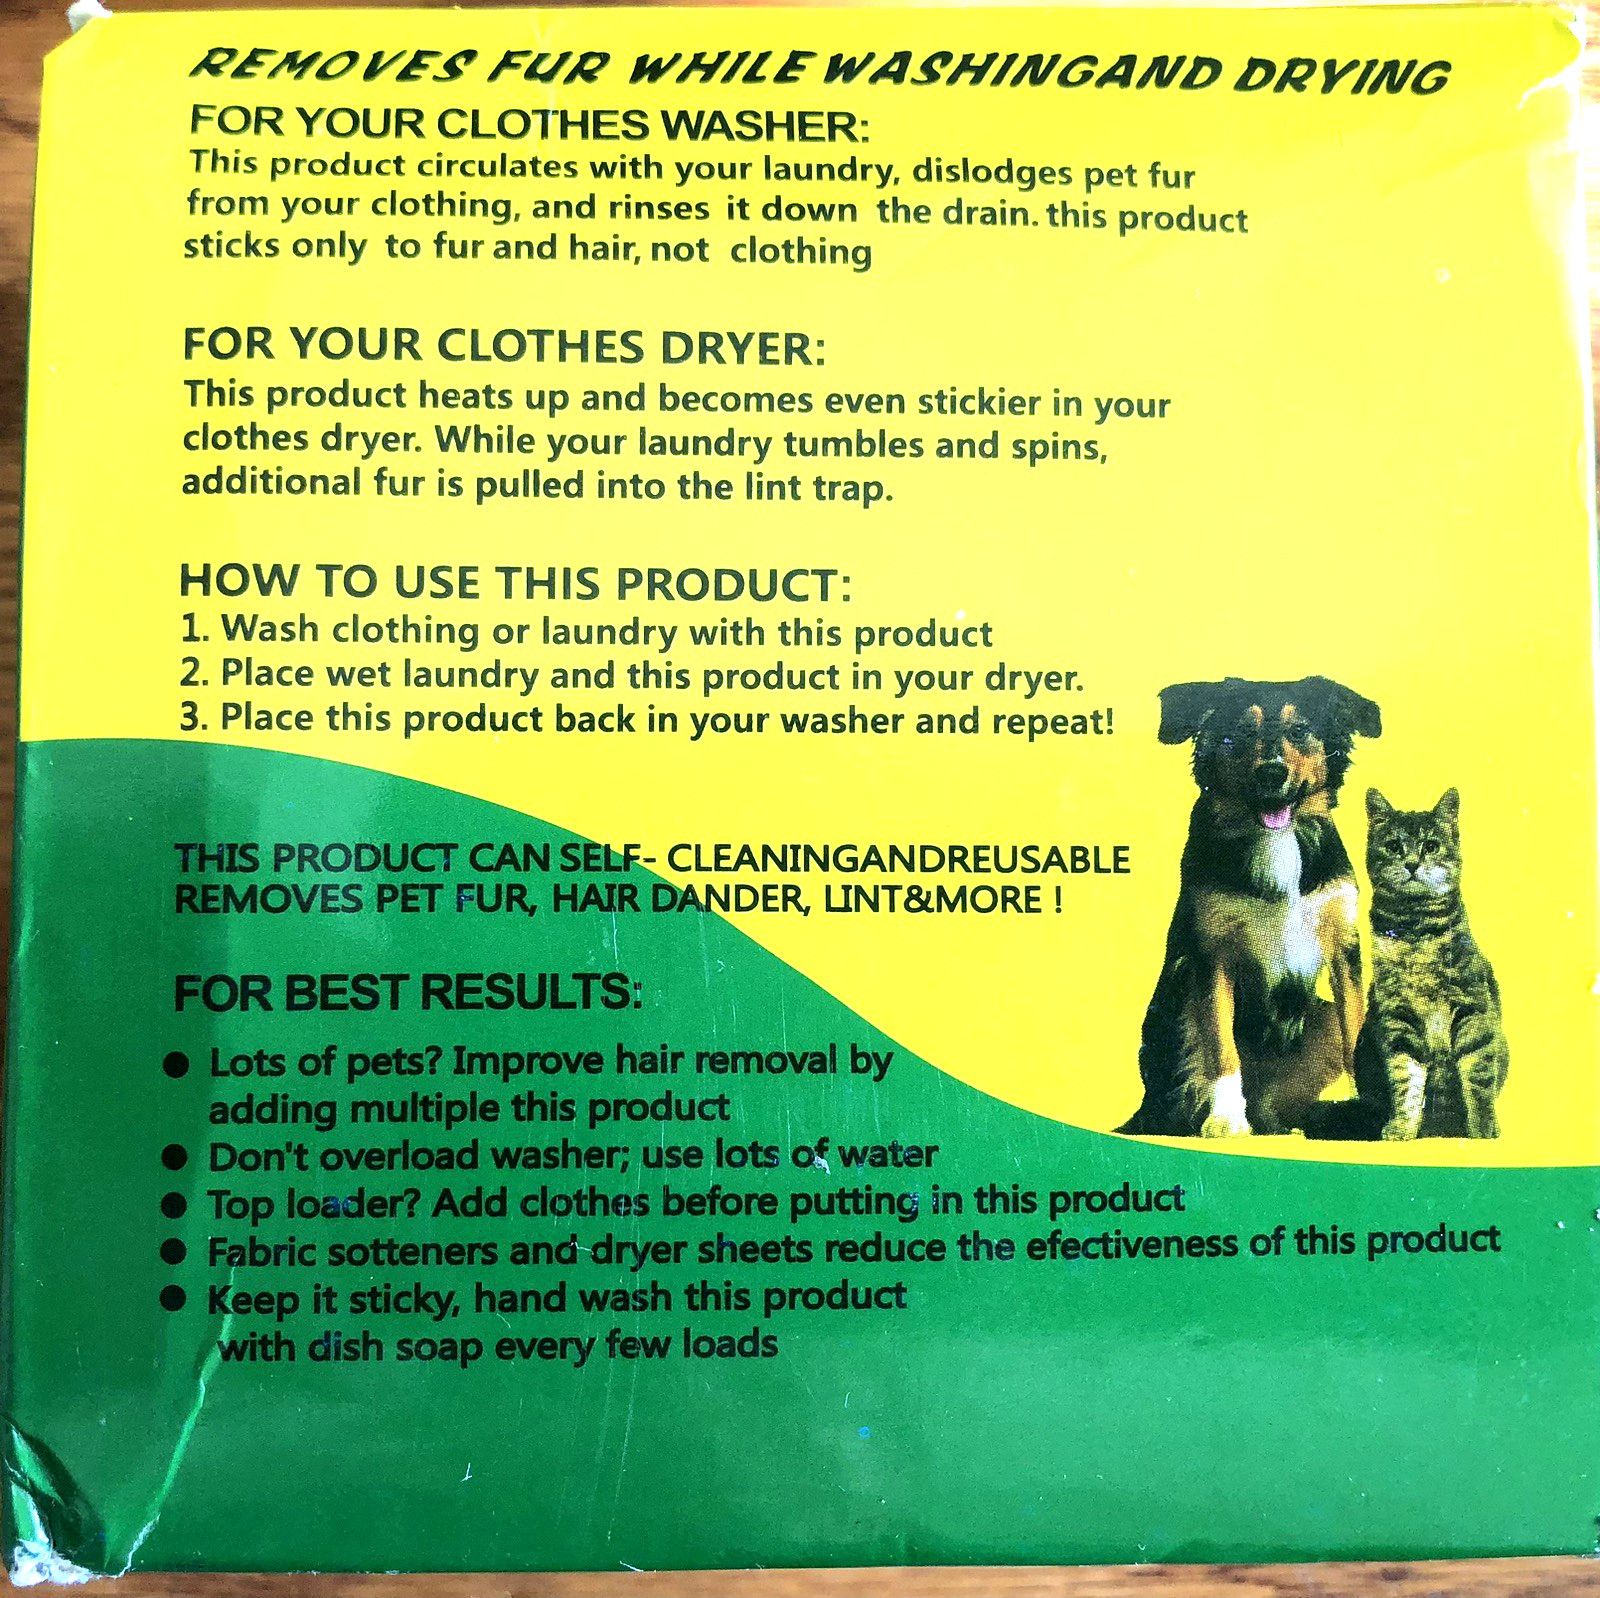 REMOVES FUR WHILE WASHINGAND DRYING
FOR YOUR CLOTHES WASHER:
This product circulates with your laundry, dislodges pet fur
from your clothing, and rinses it down the drain. this product
sticks only to fur and hair, not clothing
FOR YOUR CLOTHES DRYER:
This product heats up and becomes even stickier in your
clothes dryer. While your laundry tumbles and spins,
additional fur is pulled into the lint trap.
HOW TO USE THIS PRODUCT:
1. Wash clothing or laundry with this product
2. Place wet laundry and this product in your dryer.
3. Place this product back in your washer and repeat!
THIS PRODUCT CAN SELF- CLEANINGANDREUSABLE
REMOVES PET FUR, HAIR DANDER, LINT&MORE !
FOR BEST RESULTS:
● Lots of pets? Improve hair removal by
adding multiple this product
● Don't overload washer; use lots of water
● Top loader? Add clothes before putting in this product
● Fabric sotteners and dryer sheets reduce the efectiveness of this product
● Keep it sticky, hand wash this product
with dish soap every few loads